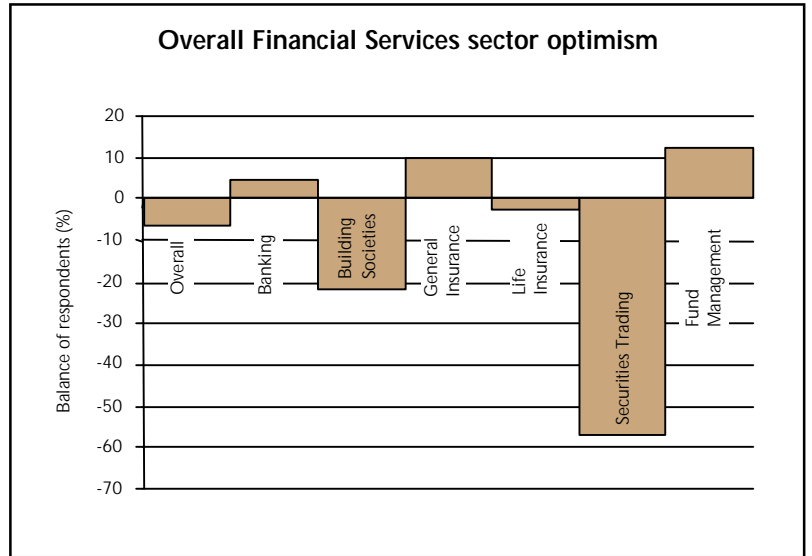 Overall Financial Services sector optimism
20
10
0
-10
-20
-30
-40
-50
-60
-70
Balance of respondents (%)
Overall
Banking
Building
Societies
General
Insurance
Life
Insurance
Securities Trading
Fund
Management